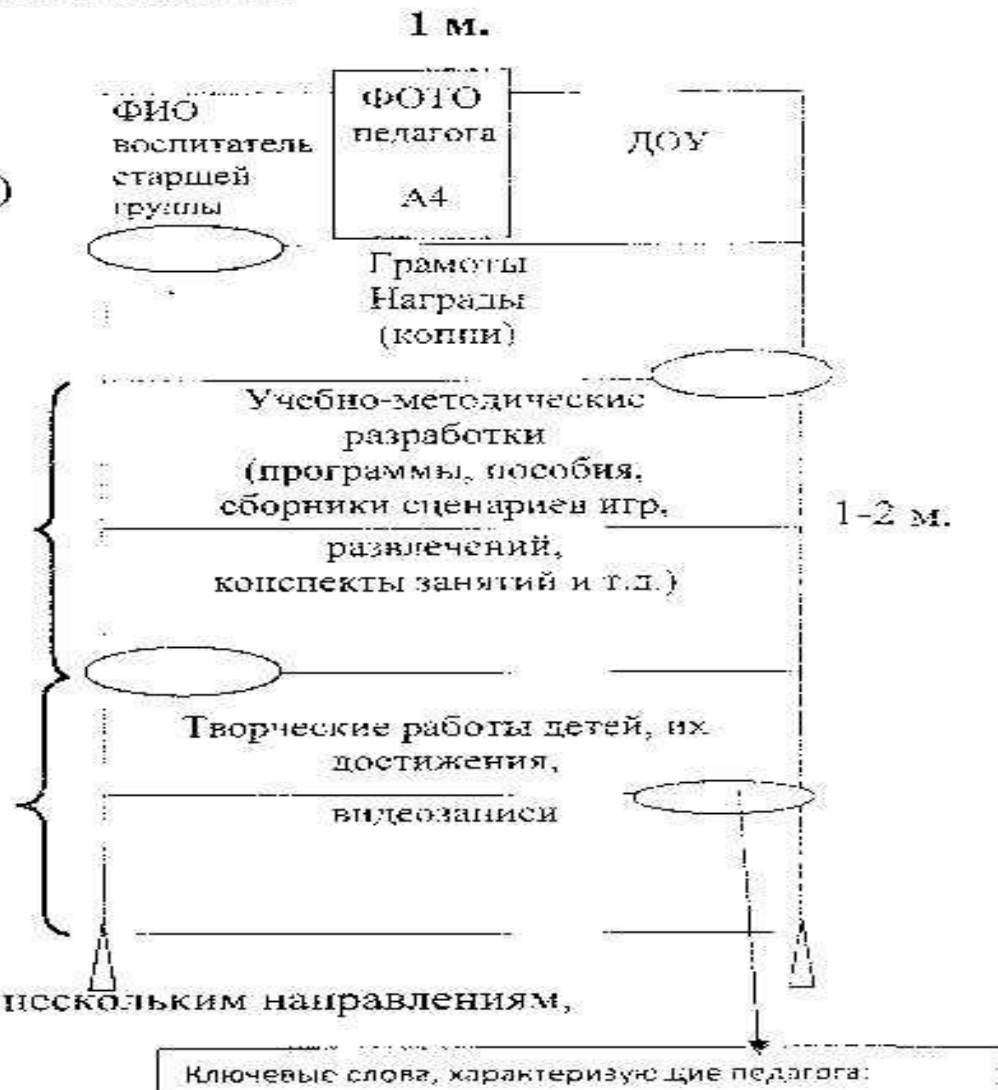 1 м.
ФИО
воспитатель
старшей
группы
ФОТО
педагога
А4
ДОУ
)
Грамоты
Награды
(копии)
Учебно-методические
разработки
(программы, пособия,
сборники сценариев игр,
развлечений,
конспекты занятий и т.д.)
1-2 м.
Творческие работы детей, их
достижения,
видеозаписи
нескольким направлениям,
Ключевые слова, характеризующие педагога: